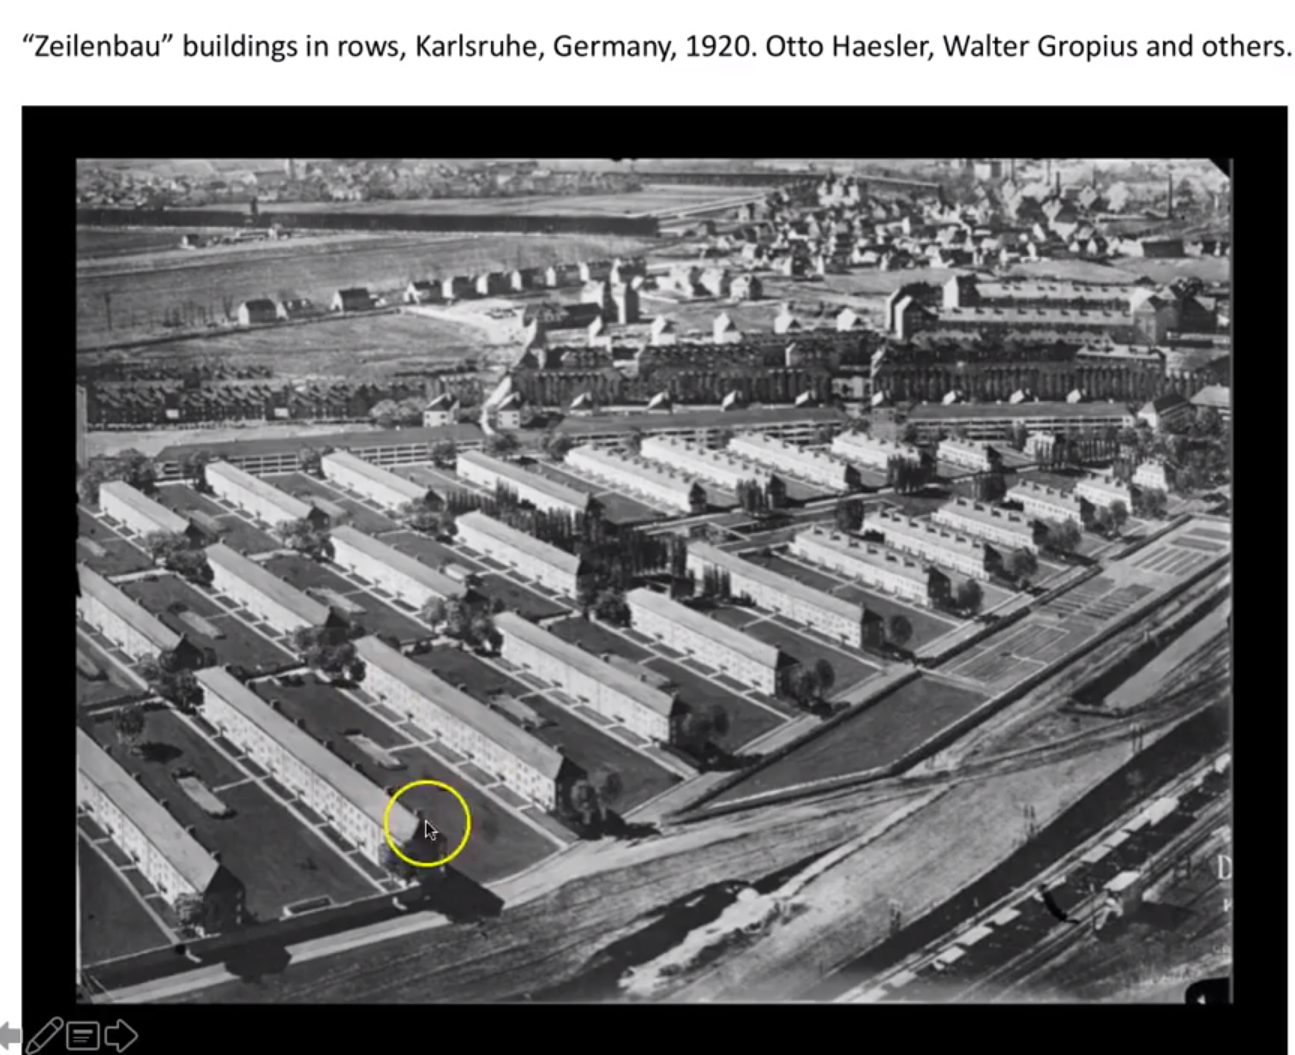 “Zeilenbau” buildings in rows, Karlsruhe, Germany, 1920. Otto Haesler, Walter Gropius and others.
D